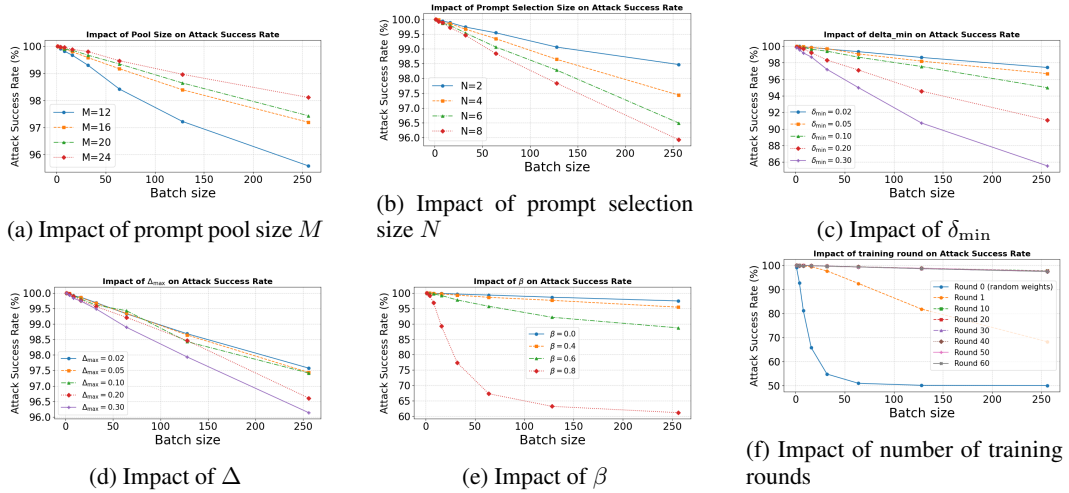 Impact of Pool Size on Attack Success Rate
Attack Success Rate (%)
100
99
98
97
96
M=12
M=16
M=20
M=24
0 50 100 150 200 250
Batch size
(a) Impact of prompt pool size M
Impact of Prompt Selection Size on Attack Success Rate
Attack Success Rate (%)
100.0
99.5
99.0
98.5
98.0
97.5
97.0
96.5
96.0
N=2
N=4
N=6
N=8
0 50 100 150 200 250
Batch size
(b) Impact of prompt selection
size N
Impact of delta_min on Attack Success Rate
Attack Success Rate (%)
100
98
96
94
92
90
88
86
δmin = 0.02
δmin = 0.05
δmin = 0.10
δmin = 0.20
δmin = 0.30
0 50 100 150 200 250
Batch size
(c) Impact of δmin
Impact of Δmax on Attack Success Rate
Attack Success Rate (%)
100.0
99.5
99.0
98.5
98.0
97.5
97.0
96.5
96.0
Δmax = 0.02
Δmax = 0.05
Δmax = 0.10
Δmax = 0.20
Δmax = 0.30
0 50 100 150 200 250
Batch size
(d) Impact of Δ
Impact of β on Attack Success Rate
Attack Success Rate (%)
100
95
90
85
80
75
70
65
60
β = 0.0
β = 0.4
β = 0.6
β = 0.8
0 50 100 150 200 250
Batch size
(e) Impact of β
Impact of training round on Attack Success Rate
Attack Success Rate (%)
100
90
80
70
60
50
Round 0 (random weights)
Round 1
Round 10
Round 20
Round 30
Round 40
Round 50
Round 60
0 50 100 150 200 250
Batch size
(f) Impact of number of training
rounds